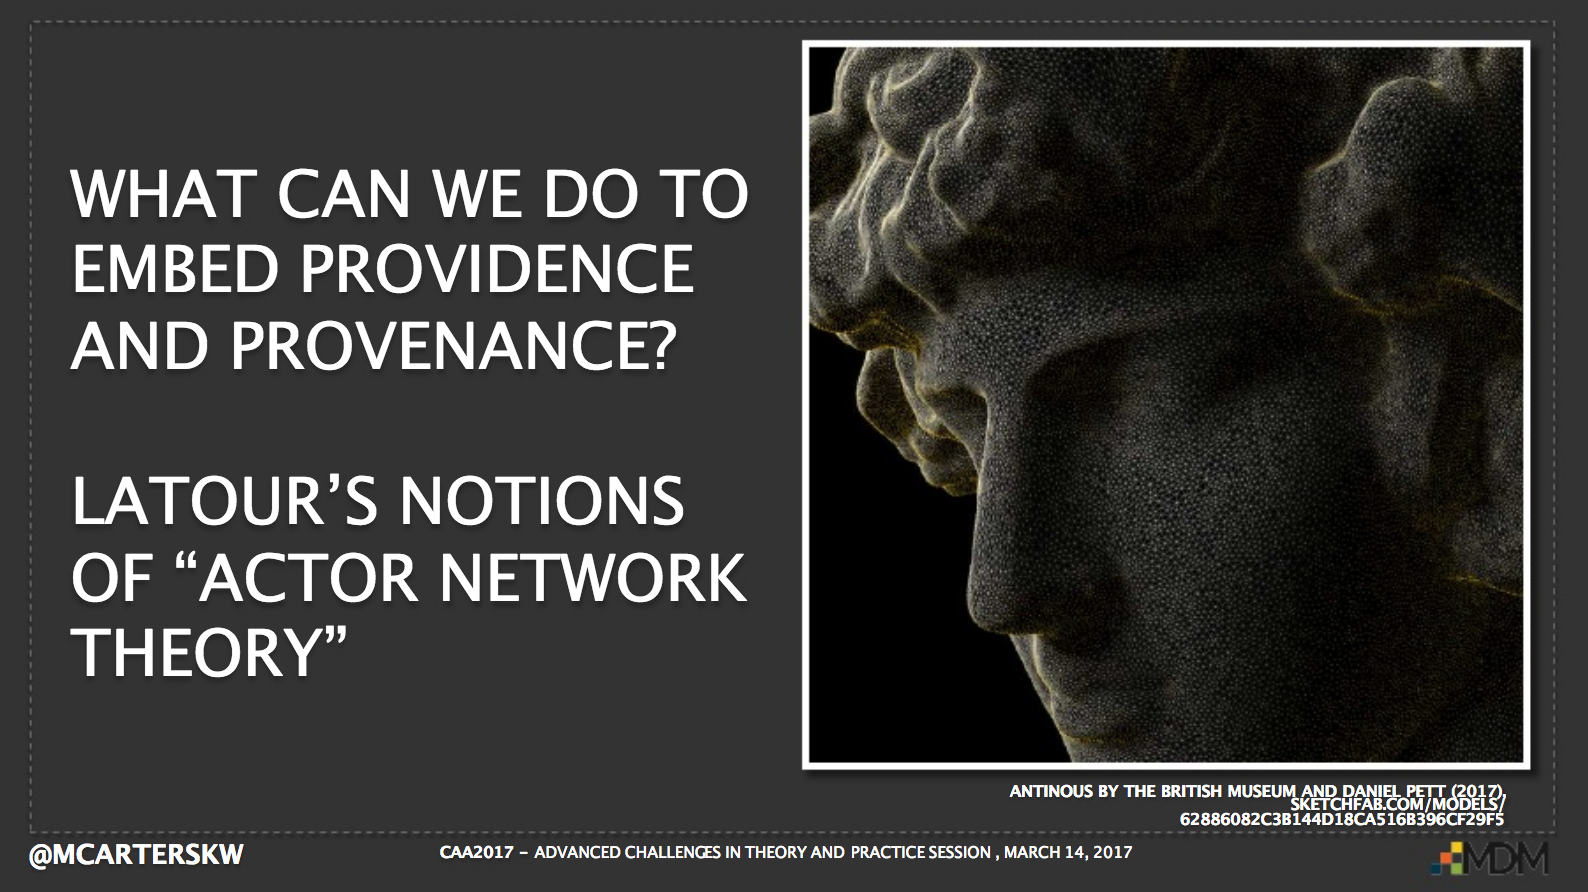 WHAT CAN WE DO TO
EMBED PROVIDENCE
AND PROVENANCE?
LATOUR’S NOTIONS
OF “ACTOR NETWORK
THEORY”
ANTINOUS BY THE BRITISH MUSEUM AND DANIEL PETT (2017),
SKETCHFAB.COM/MODELS/
62886082C3B144D18CA516B396CF29F5
@MCARTERSKW
CAA2017 – ADVANCED CHALLENGES IN THEORY AND PRACTICE SESSION , MARCH 14, 2017
MDM